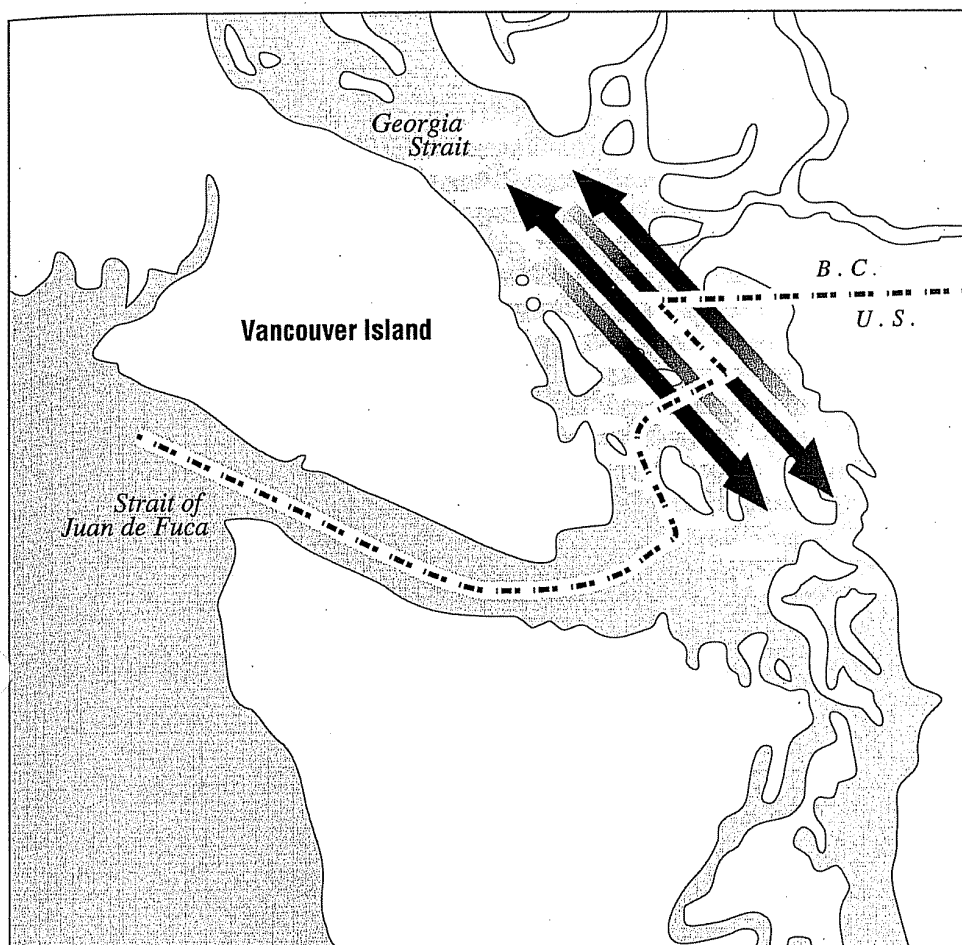 Georgia
Strait
B.C.
U.S.
Vancouver Island
Strait of
Juan de Fuca